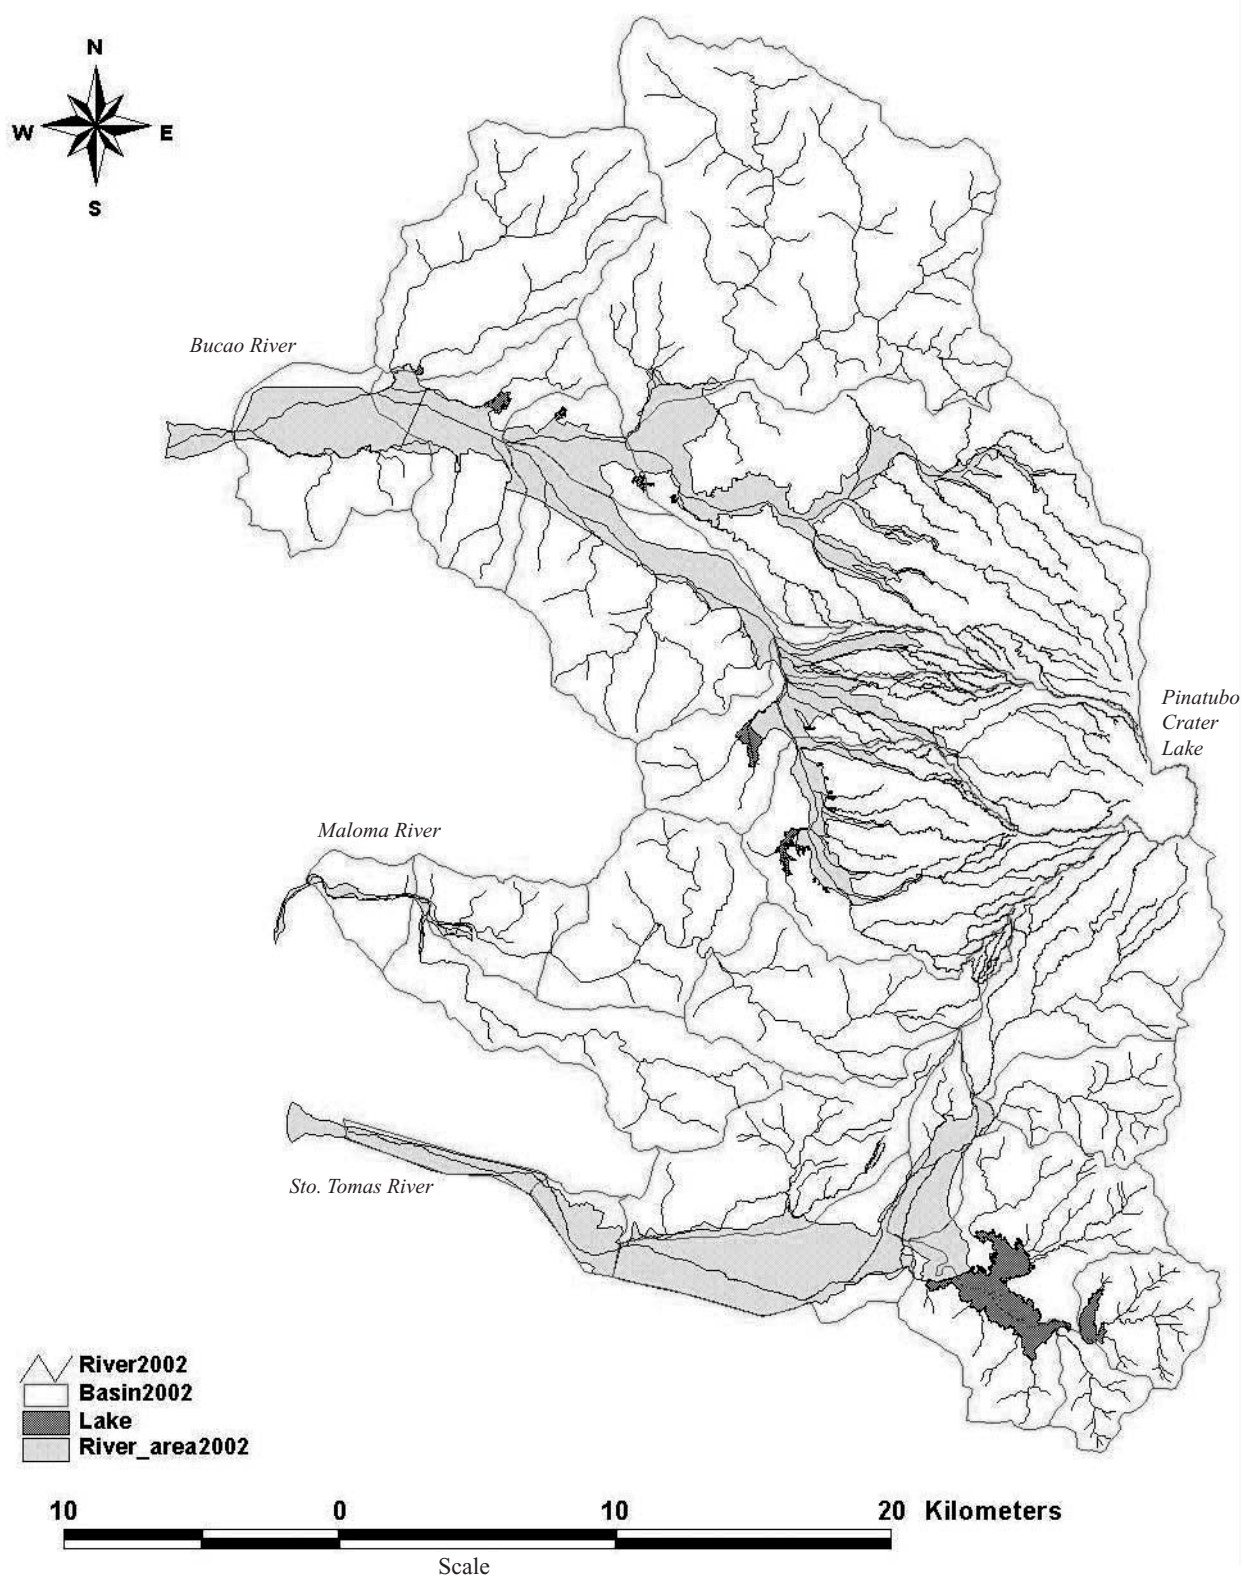 N
W E
S
Bucao River
Pinatubo
Crater
Lake
Maloma River
Sto. Tomas River
River2002
Basin2002
Lake
River_area2002
10 0 10 20 Kilometers
Scale